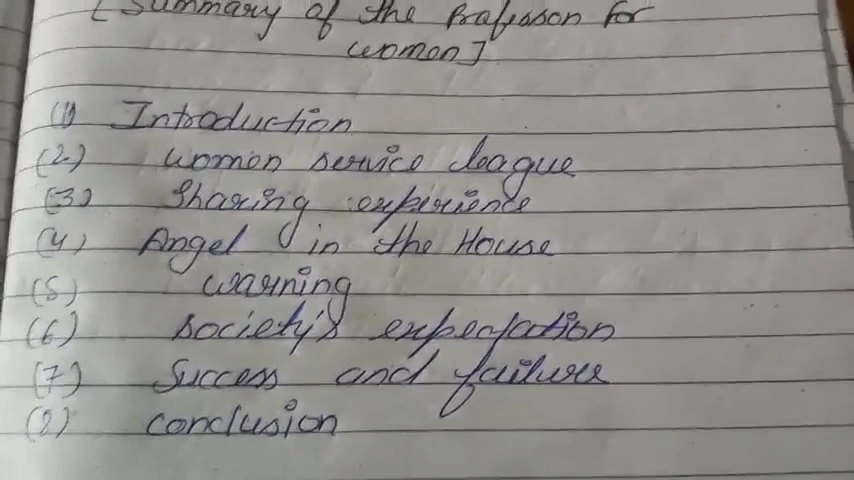 [Summary of the Profession for
women]
(1) Introduction
(2) women service league
(3) Sharing experience
(4) Angel in the House
(5) warning
(6) society's expectation
(7) Success and failure
(8) conclusion